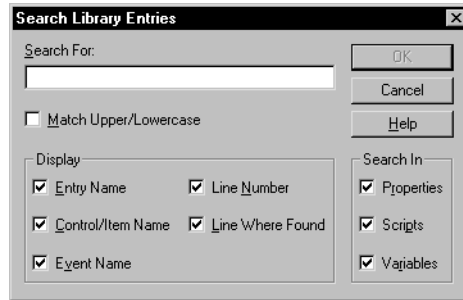 Search Library Entries
Search For:
OK
Cancel
Match Upper/Lowercase
Help
Display
Search In
Entry Name
Line Number
Properties
Control/Item Name
Line Where Found
Scripts
Event Name
Variables